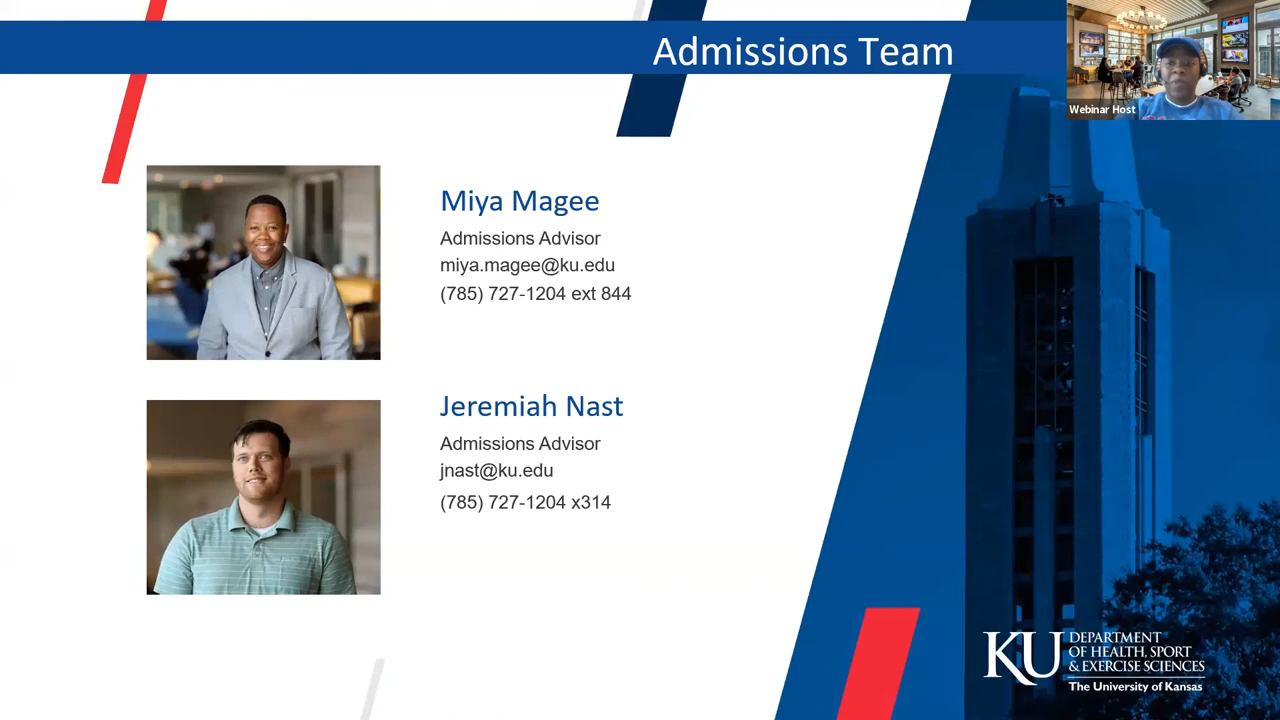 Admissions Team
Webinar Host
Miya Magee
Admissions Advisor
miya.magee@ku.edu
(785) 727-1204 ext 844
Jeremiah Nast
Admissions Advisor
jnast@ku.edu
(785) 727-1204 x314
KU DEPARTMENT
OF HEALTH, SPORT
& EXERCISE SCIENCES
The University of Kansas